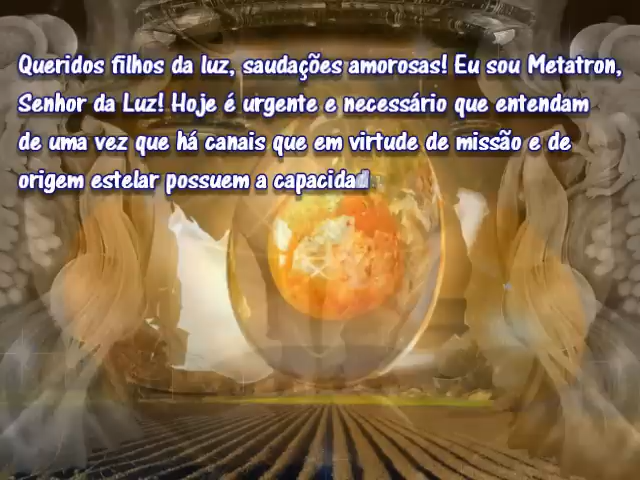 Queridos filhos da luz, saudações amorosas! Eu sou Metatron,
Senhor da Luz! Hoje é urgente e necessário que entendam
de uma vez que há canais que em virtude de missão e de
origem estelar possuem a capacidad